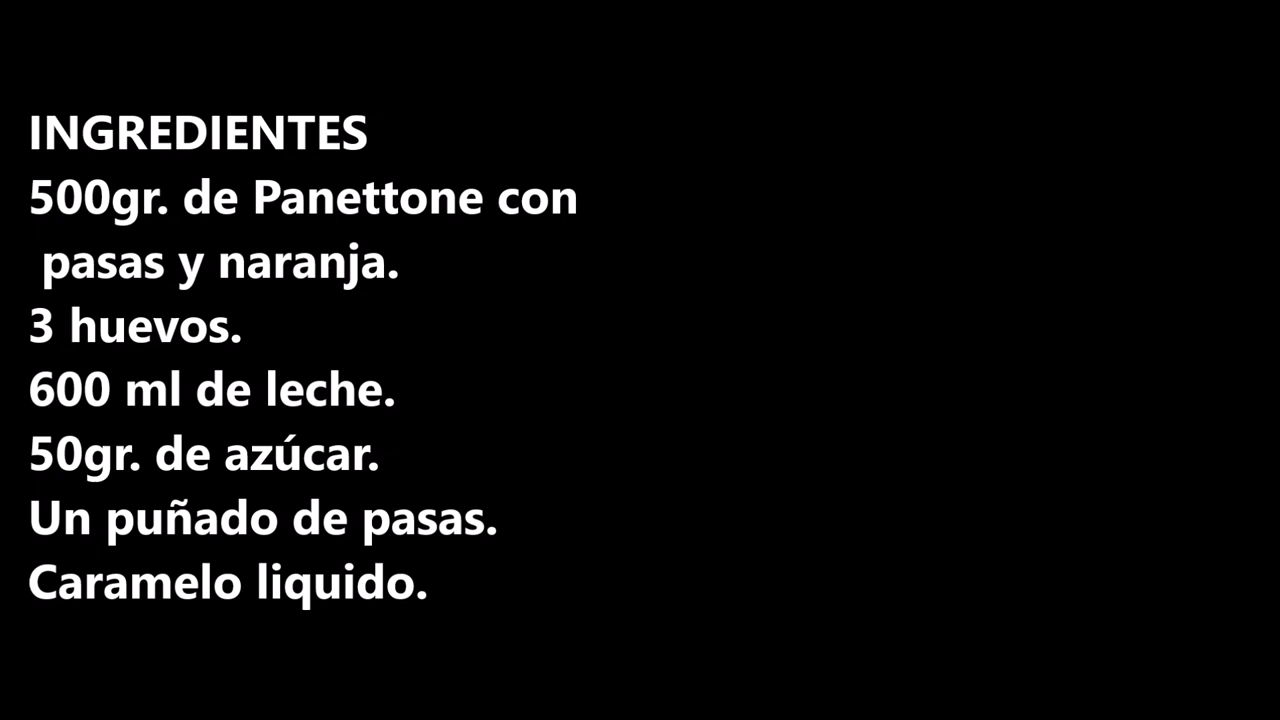 INGREDIENTES
500gr. de Panettone con
pasas y naranja.
3 huevos.
600 ml de leche.
50gr. de azúcar.
Un puñado de pasas.
Caramelo liquido.